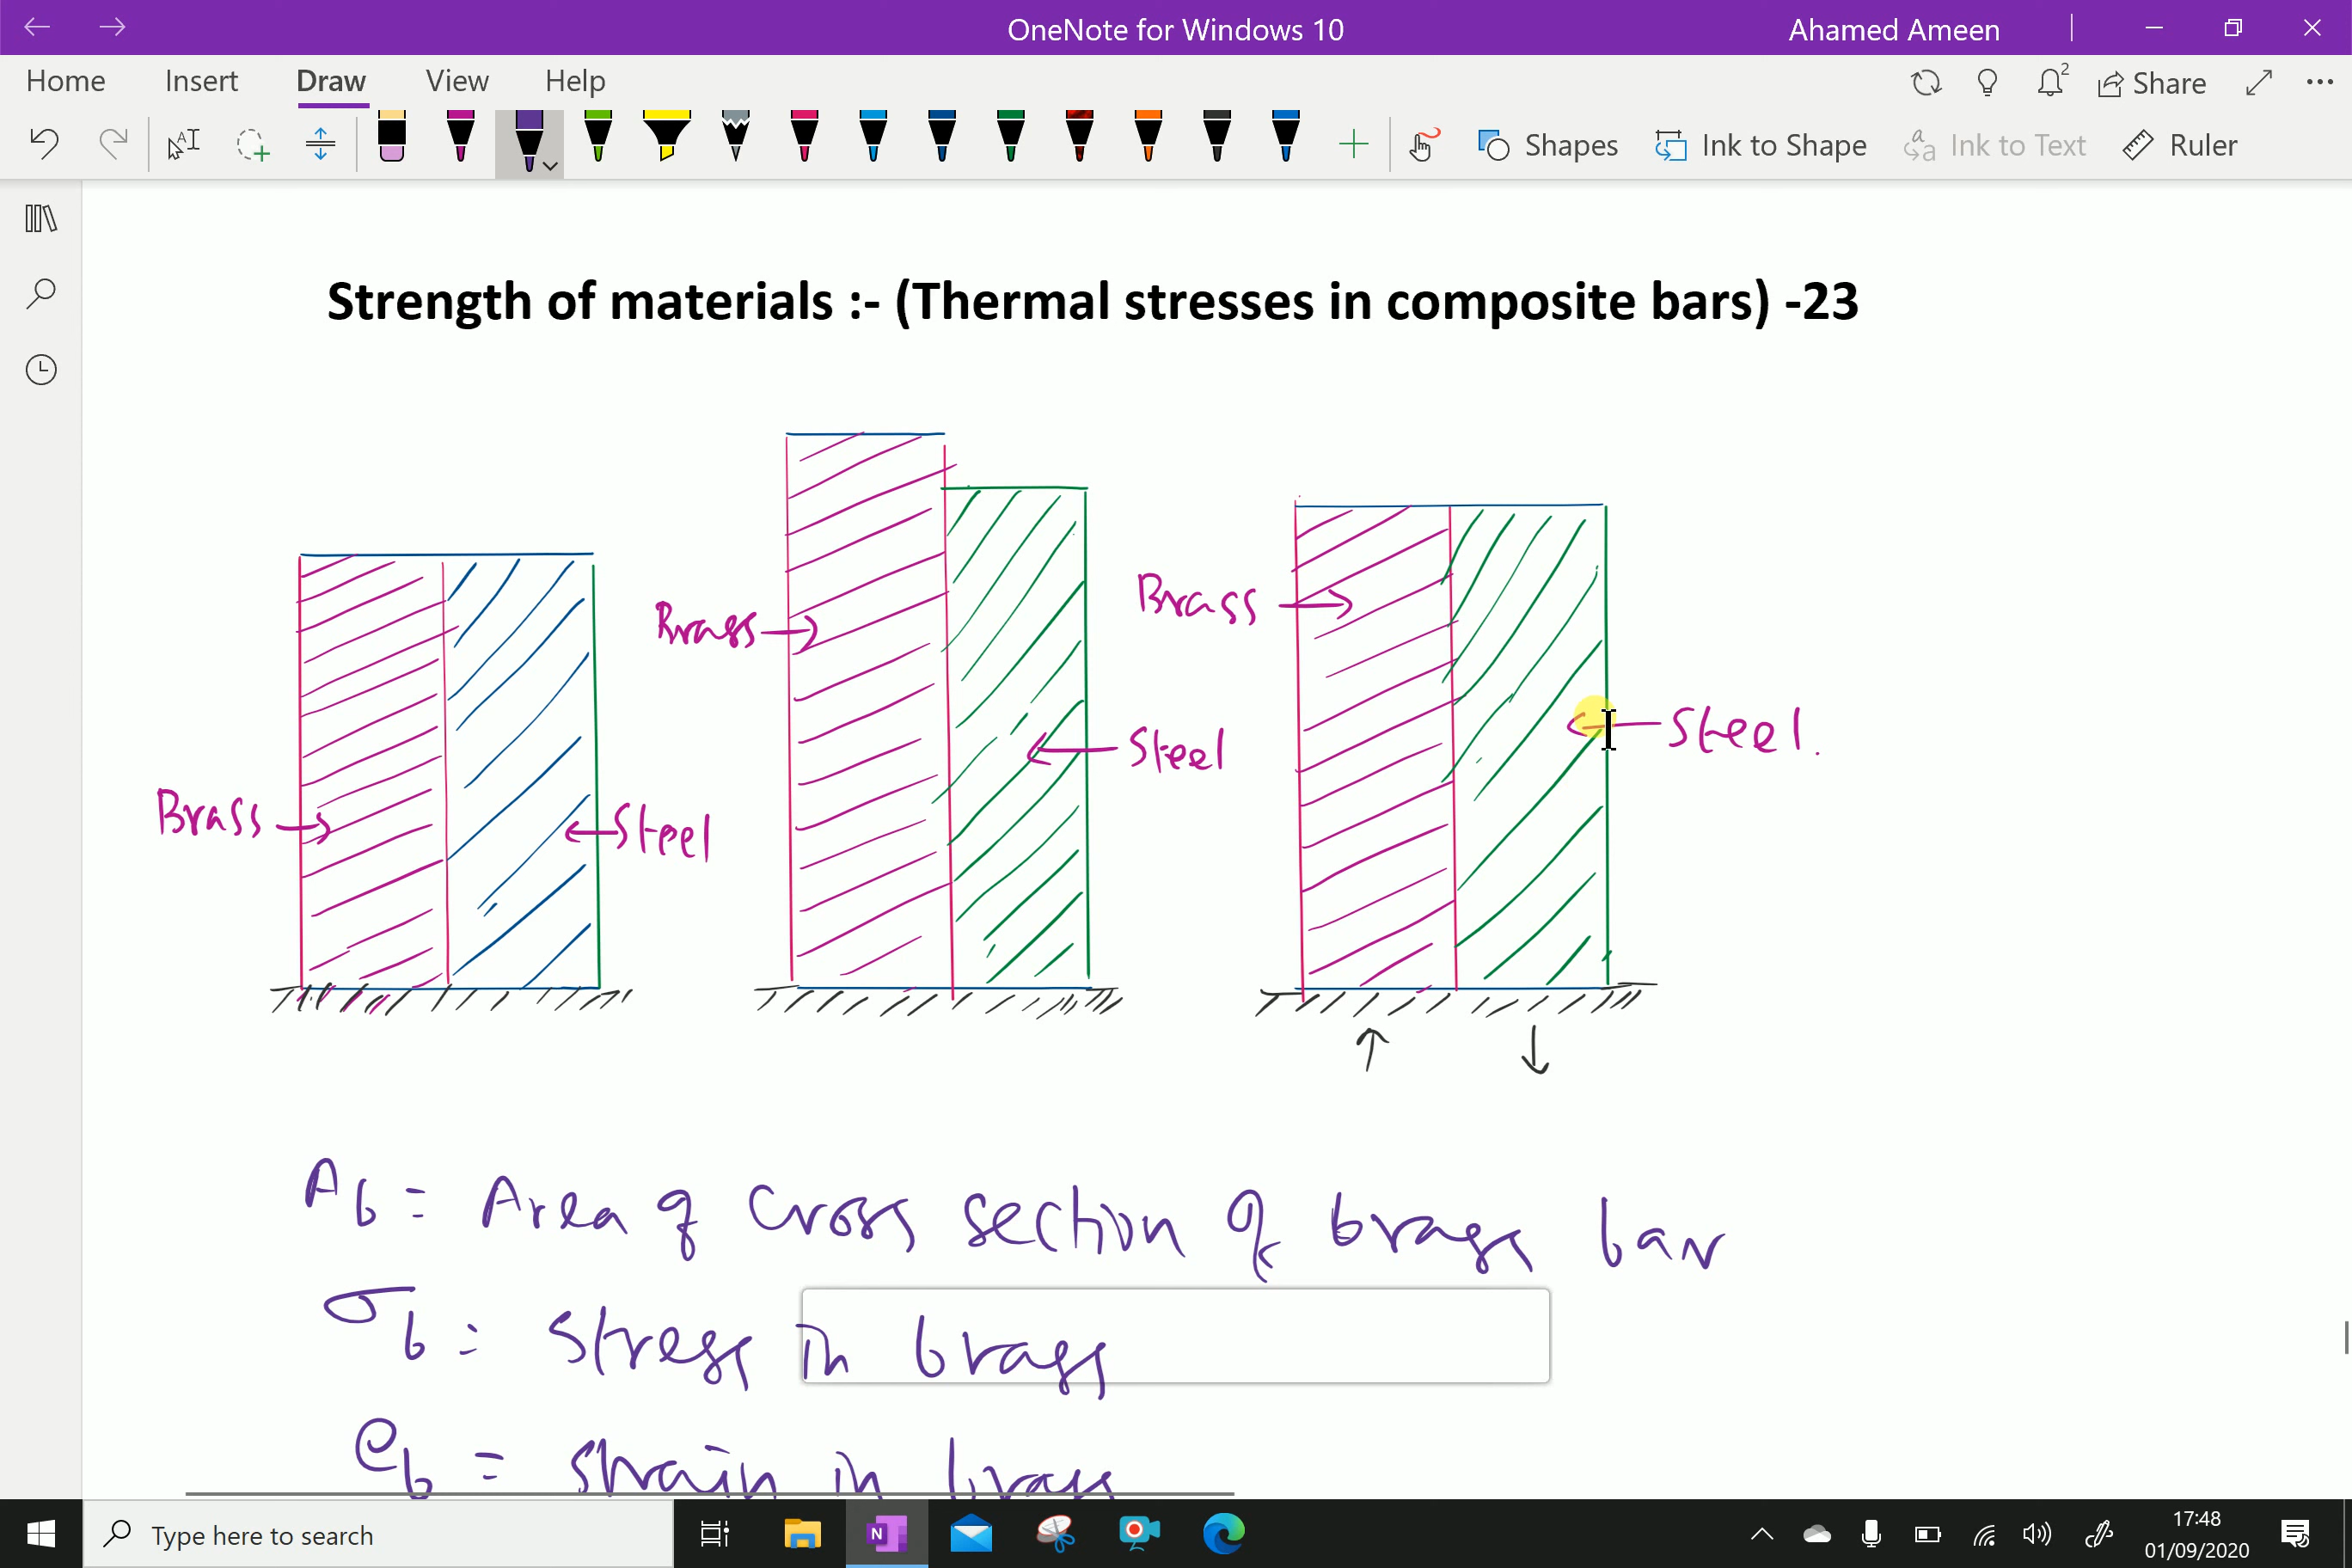 OneNote for Windows 10
Ahamed Ameen
Home Insert Draw View Help
2
Share
Shapes Ink to Shape Ink to Text Ruler
Strength of materials :- (Thermal stresses in composite bars) -23
Brass
Steel
Brass
Steel
Brass
Steel.
Ab = Area of cross section of brass bar
σb = stress in brass
eb = strain in brass
Type here to search
N
17:48
01/09/2020